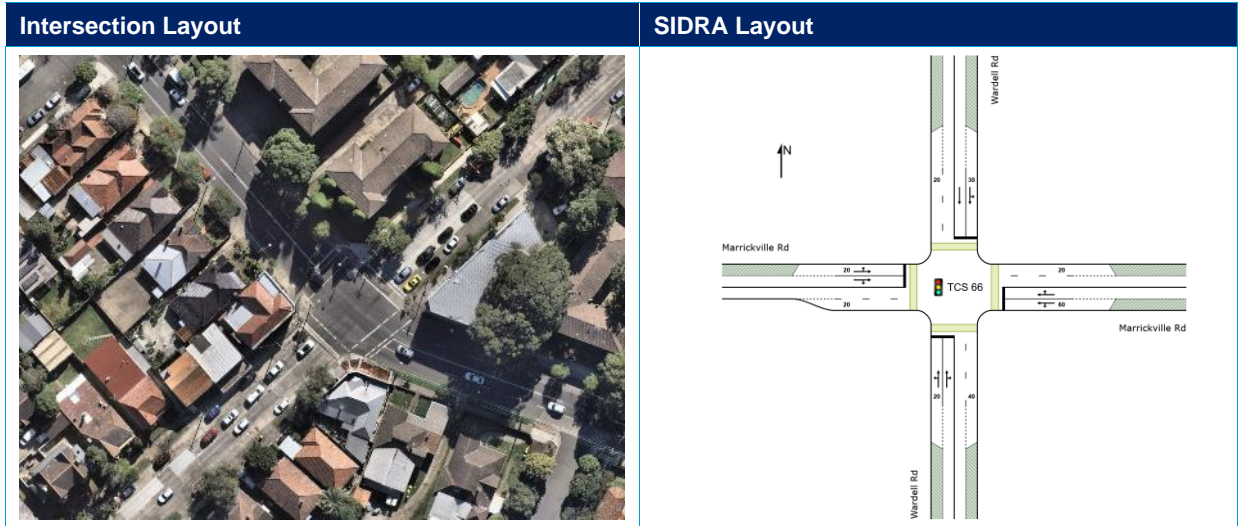 Intersection Layout
SIDRA Layout
Wardell Rd
N
20
30
Marrickville Rd
20
20
20
TCS 66
60
Marrickville Rd
20
40
Wardell Rd